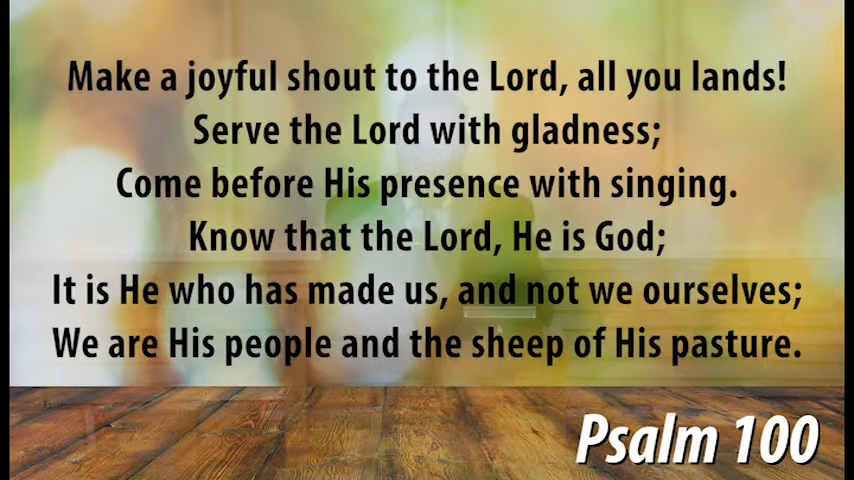 Make a joyful shout to the Lord, all you lands!
Serve the Lord with gladness;
Come before His presence with singing.
Know that the Lord, He is God;
It is He who has made us, and not we ourselves;
We are His people and the sheep of His pasture.
Psalm 100